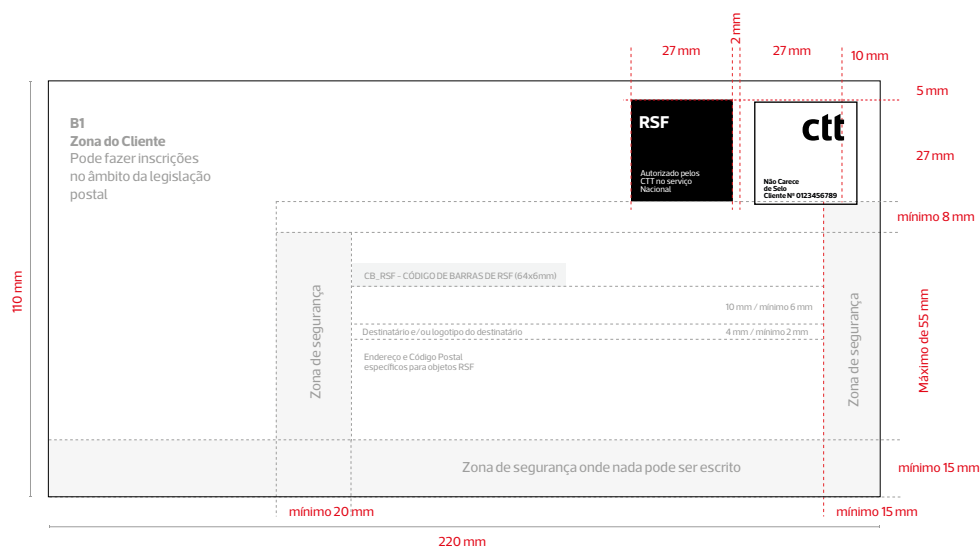 27 mm
2 mm
27 mm
10 mm
5 mm
B1
Zona do Cliente
Pode fazer inscrições
no âmbito da legislação
postal
RSF
Autorizado pelos
CTT no serviço
Nacional
ctt
Não Carece
de Selo
Cliente Nº 0123456789
27 mm
mínimo 8 mm
110 mm
Zona de segurança
CB_RSF - CÓDIGO DE BARRAS DE RSF (64x6mm)
10 mm / mínimo 6 mm
Destinatário e/ou logotipo do destinatário
4 mm / mínimo 2 mm
Endereço e Código Postal
específicos para objetos RSF
Zona de segurança
Máximo de 55 mm
Zona de segurança onde nada pode ser escrito
mínimo 15 mm
mínimo 20 mm
mínimo 15 mm
220 mm